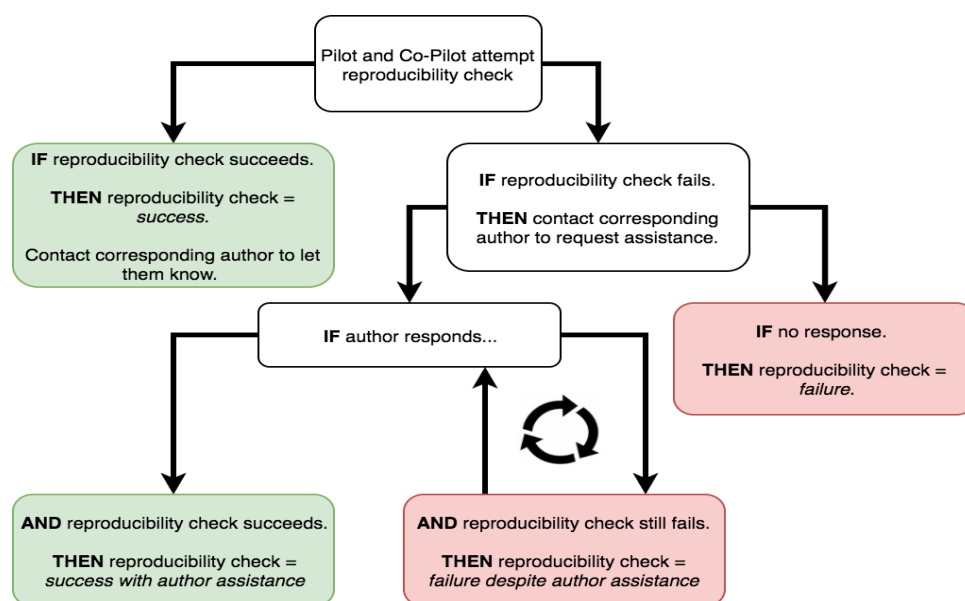 Pilot and Co-Pilot attempt
reproducibility check
IF reproducibility check succeeds.
THEN reproducibility check =
success.
Contact corresponding author to let
them know.
IF reproducibility check fails.
THEN contact corresponding
author to request assistance.
IF author responds...
IF no response.
THEN reproducibility check =
failure.
AND reproducibility check succeeds.
THEN reproducibility check =
success with author assistance
AND reproducibility check still fails.
THEN reproducibility check =
failure despite author assistance